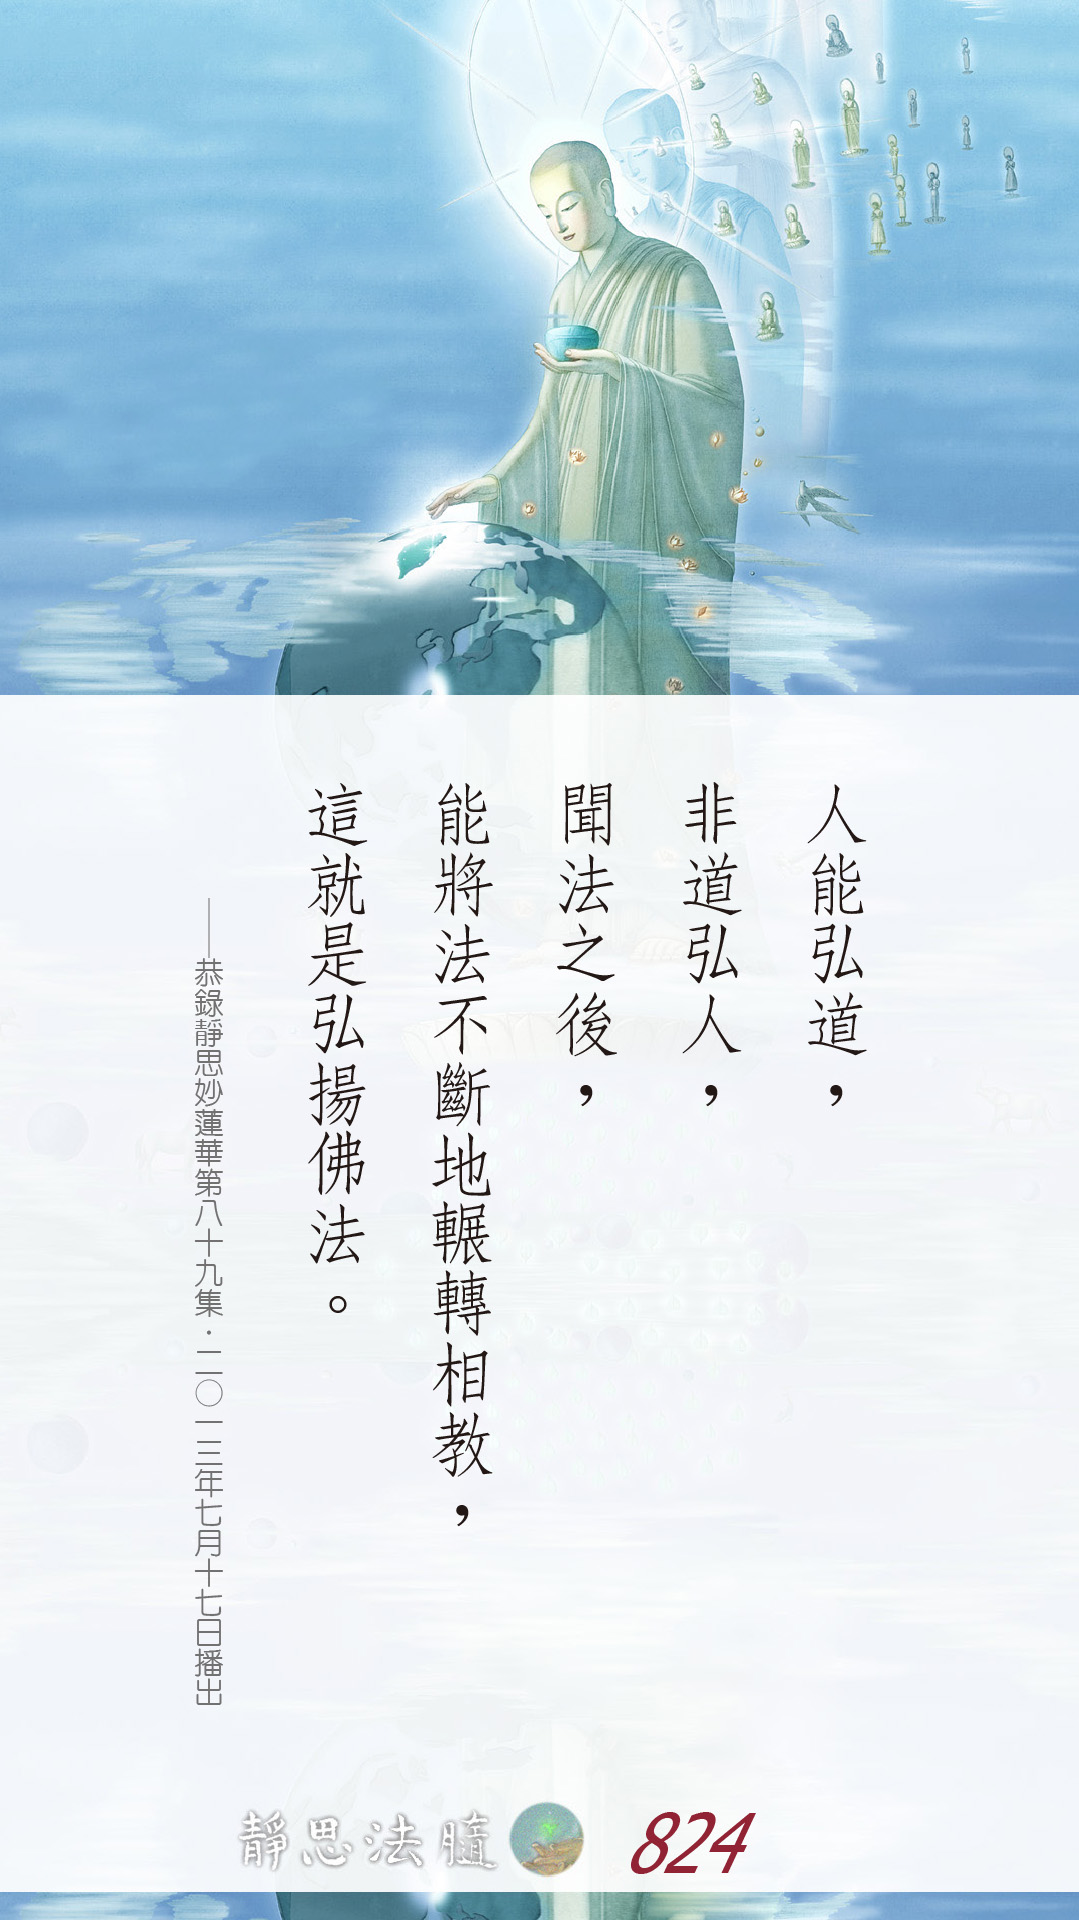 人能弘道，
非道弘人，
聞法之後，
能將法不斷地輾轉相教，
這就是弘揚佛法。
——恭錄靜思妙蓮華第八十九集．二〇一三年七月十七日播出
靜思法髓 824